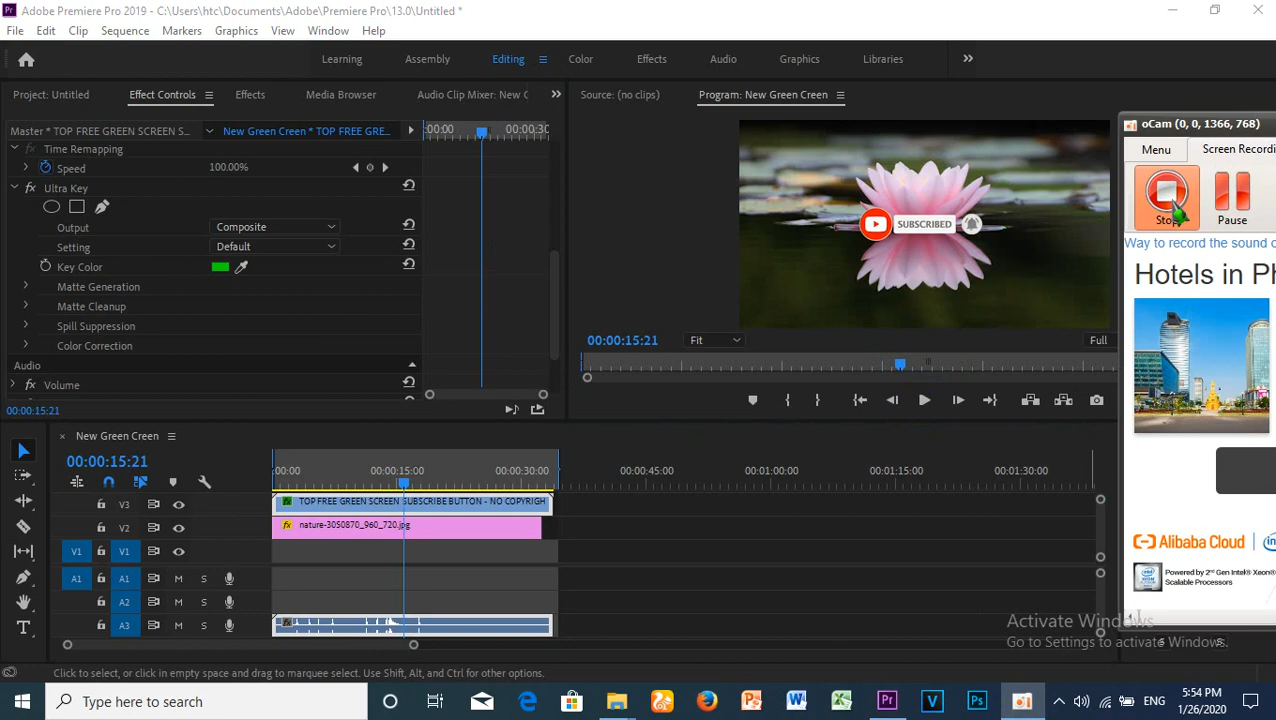 Adobe Premiere Pro 2019 - C:\Users\htc\Documents\Adobe\Premiere Pro\13.0\Untitled *
File Edit Clip Sequence Markers Graphics View Window Help
Learning Assembly Editing Color Effects Audio Graphics Libraries
Project: Untitled Effect Controls Effects Media Browser Audio Clip Mixer: New C Source: (no clips) Program: New Green Creen
Master * TOP FREE GREEN SCREEN S... New Green Creen * TOP FREE GRE... :00:00 00:00:30
Time Remapping
Speed 100.00%
Ultra Key
Output Composite
Setting Default
Key Color
Matte Generation
Matte Cleanup
Spill Suppression
Color Correction
Audio
Volume
00:00:15:21
SUBSCRIBED
00:00:15:21 Fit Full
oCam (0, 0, 1366, 768)
Menu Screen Recordi
Stop Pause
Way to record the sound o
Hotels in Ph
Alibaba Cloud
Powered by 2nd Gen Intel® Xeon®
Scalable Processors
New Green Creen
00:00:15:21
:00:00 00:00:15:00 00:00:30:00 00:00:45:00 00:01:00:00 00:01:15:00 00:01:30:00
V3 TOP FREE GREEN SCREEN SUBSCRIBE BUTTON - NO COPYRIGH
V2 nature-3050870_960_720.jpg
V1 V1
A1 A1 M S
A2 M S
A3 M S
Activate Windows
Go to Settings to activate Windows.
Click to select, or click in empty space and drag to marquee select. Use Shift, Alt, and Ctrl for other options.
Type here to search
ENG
5:54 PM
1/26/2020